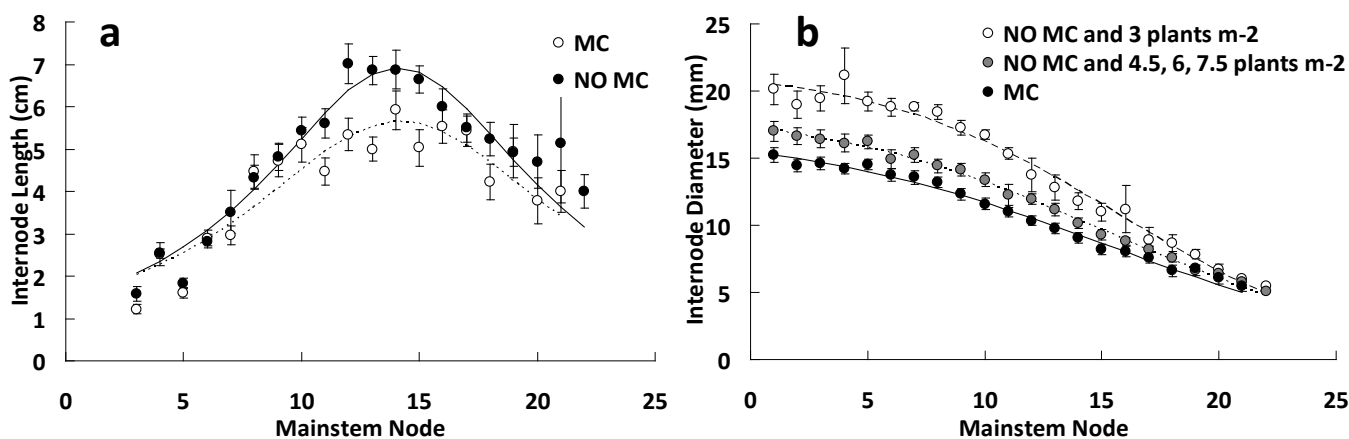 a
MC
NO MC
8
7
6
5
4
3
2
1
0
0 5 10 15 20 25
Internode Length (cm)
Mainstem Node
b
NO MC and 3 plants m-2
NO MC and 4.5, 6, 7.5 plants m-2
MC
25
20
15
10
5
0
0 5 10 15 20 25
Internode Diameter (mm)
Mainstem Node